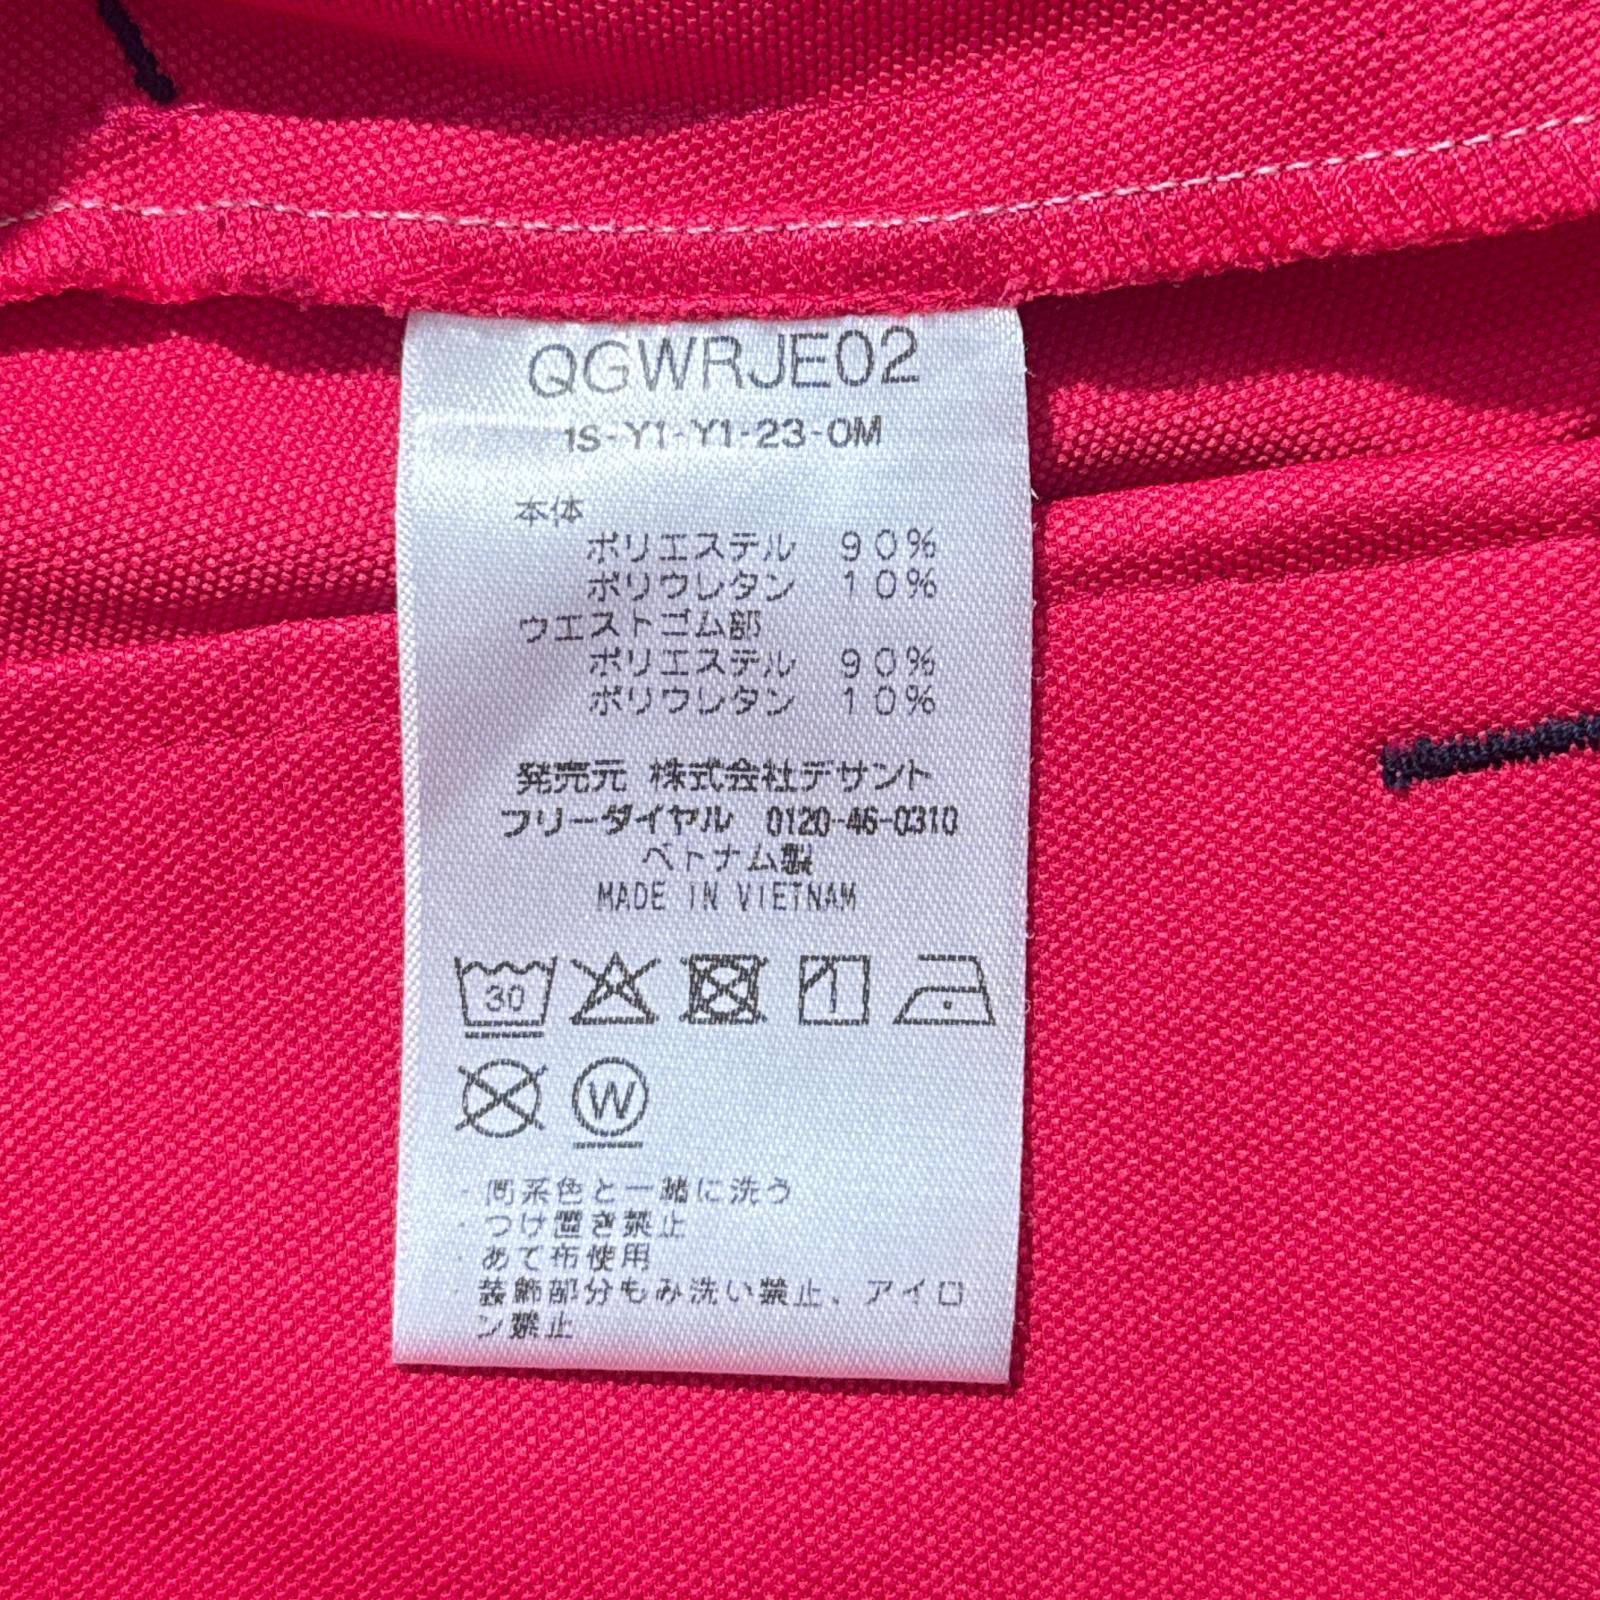 QGWRJE02
1S-Y1-Y1-23-OM
本体
ポリエステル 90%
ポリウレタン 10%
ウエストゴム部
ポリエステル 90%
ポリウレタン 10%
発売元 株式会社デサント
フリーダイヤル 0120-46-0310
ベトナム製
MADE IN VIETNAM
30
W
・同系色と一緒に洗う
・つけ置き禁止
・あて布使用
・装飾部分もみ洗い禁止、アイロ
ン禁止